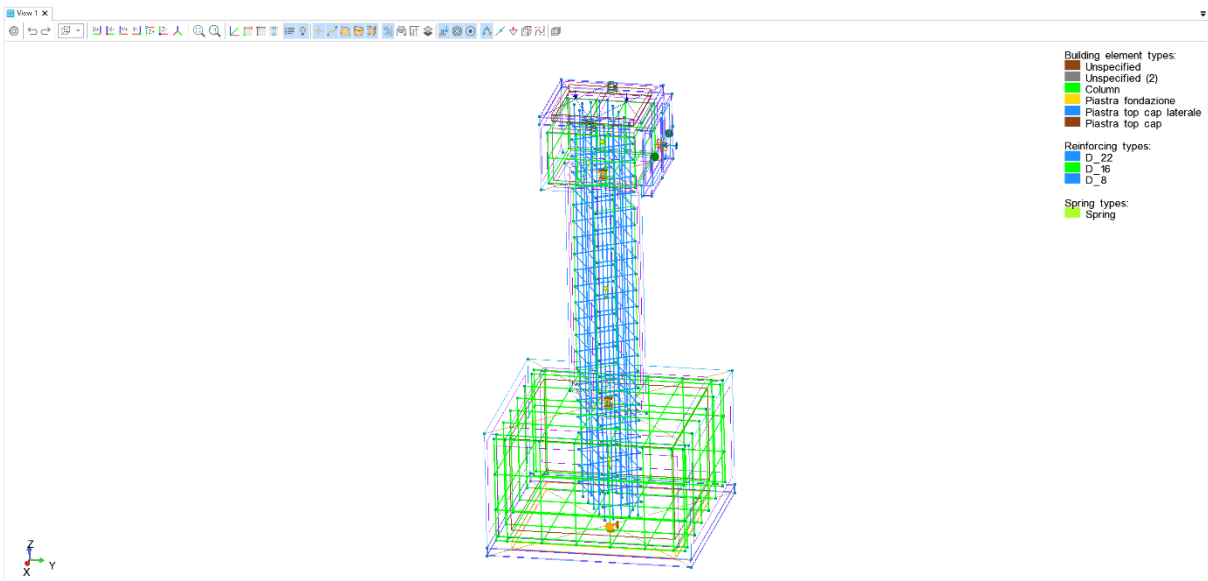 View 1
Building element types:
Unspecified
Unspecified (2)
Column
Piastra fondazione
Piastra top cap laterale
Piastra top cap
Reinforcing types:
D_22
D_16
D_8
Spring types:
Spring
Z
Y
X